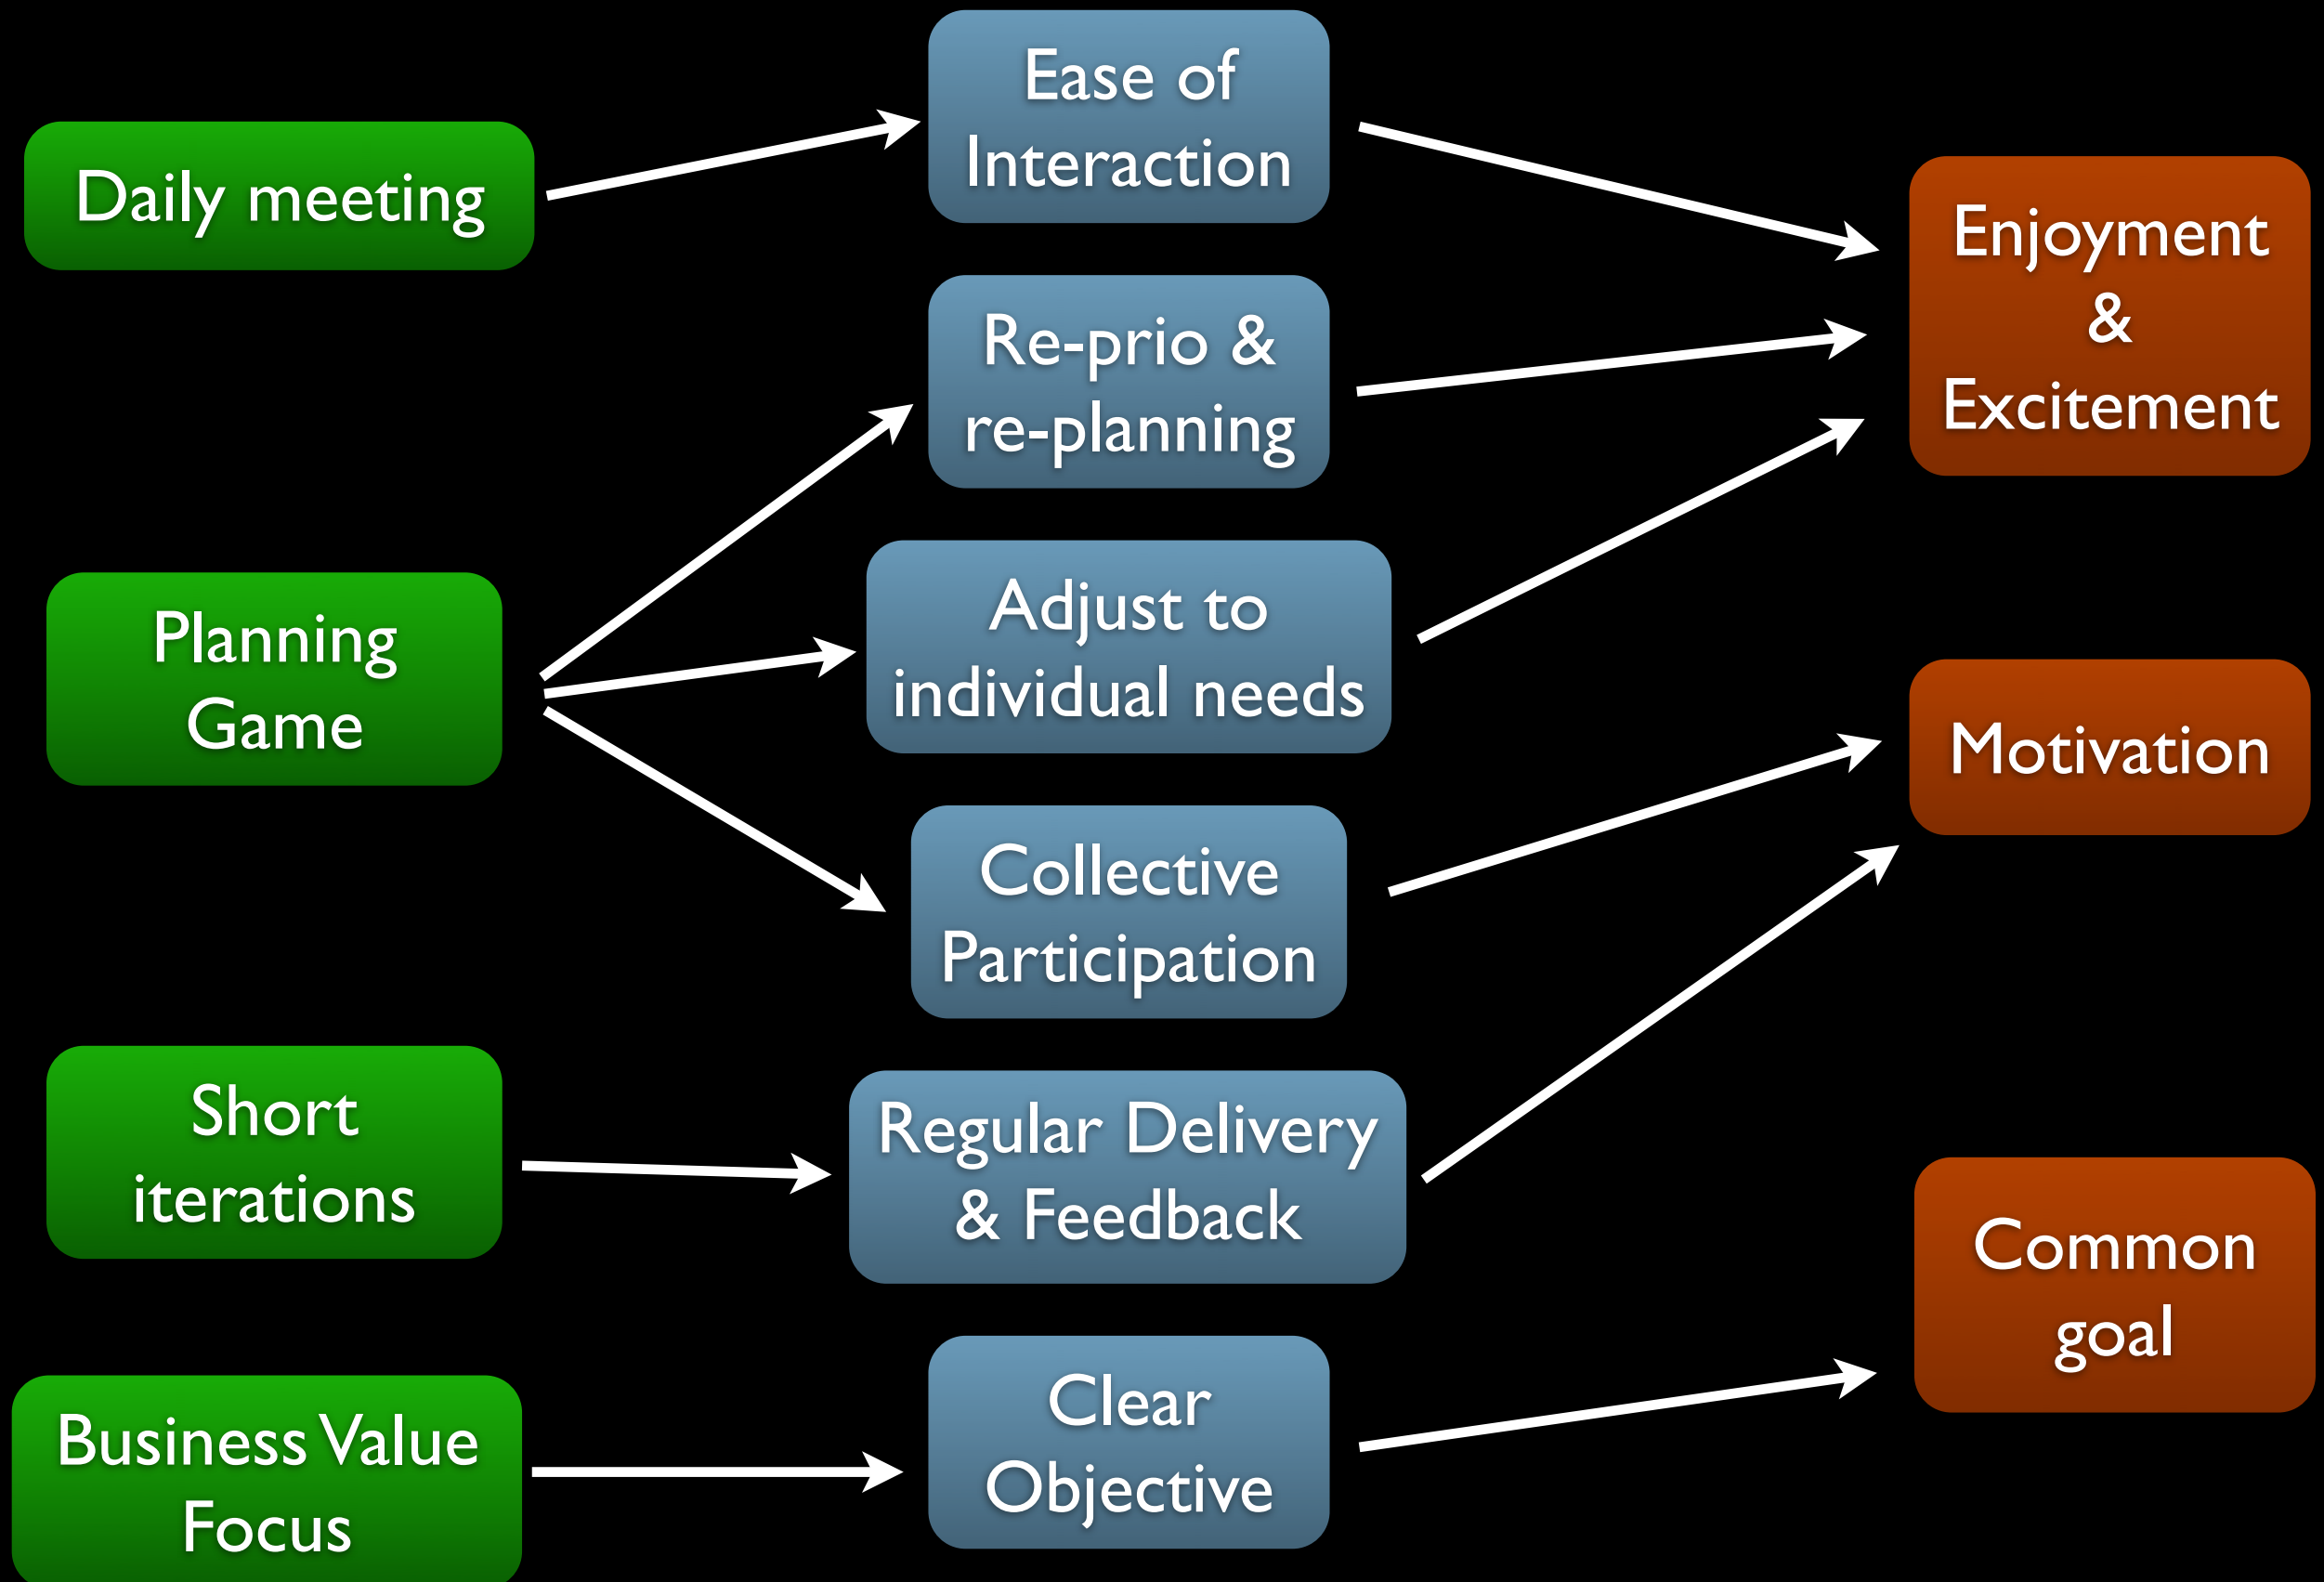 Daily meeting
Planning
Game
Short
iterations
Business Value
Focus
Ease of
Interaction
Re-prio &
re-planning
Adjust to
individual needs
Collective
Participation
Regular Delivery
& Feedback
Clear
Objective
Enjoyment
&
Excitement
Motivation
Common
goal